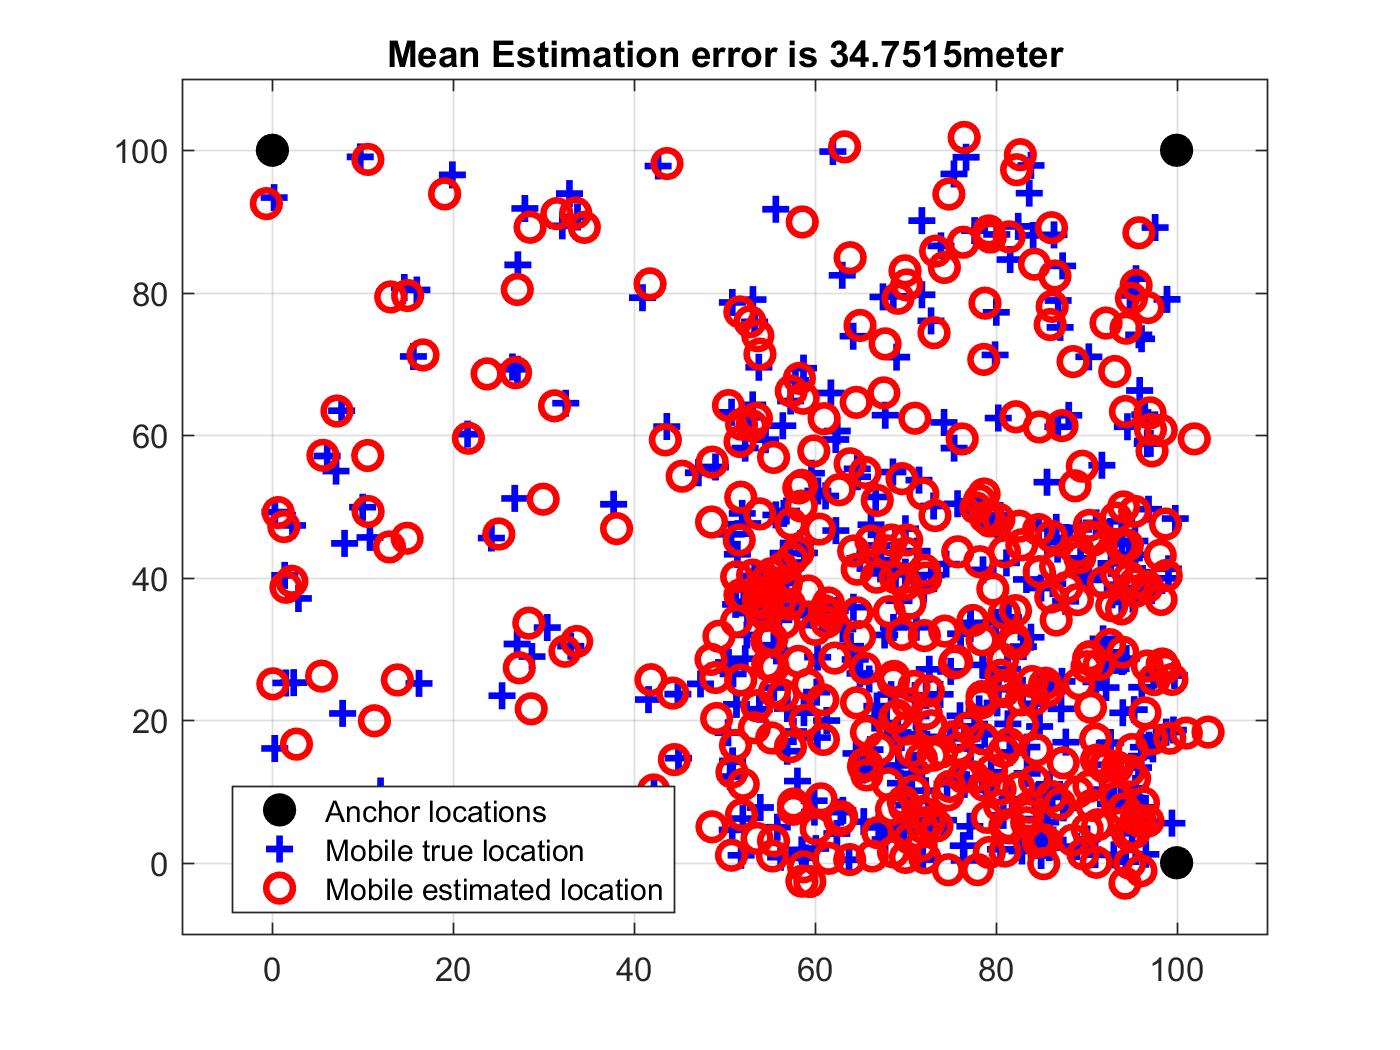 Mean Estimation error is 34.7515meter
100
80
60
40
20
0
Anchor locations
Mobile true location
Mobile estimated location
0 20 40 60 80 100